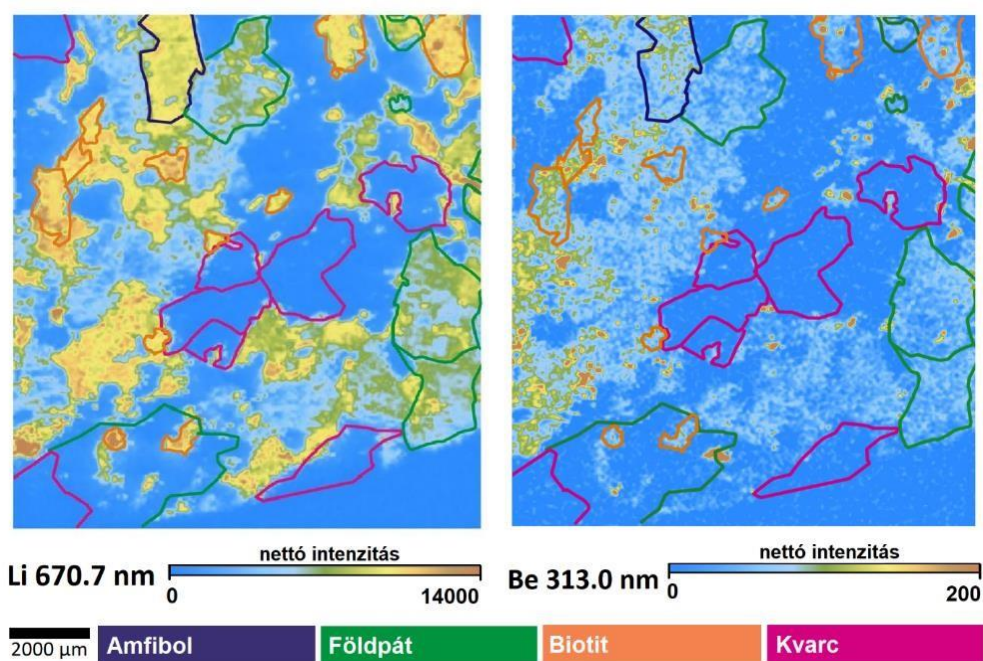 nettó intenzitás
Li 670.7 nm
0
14000
nettó intenzitás
Be 313.0 nm
0
200
2000 µm
Amfibol
Földpát
Biotit
Kvarc